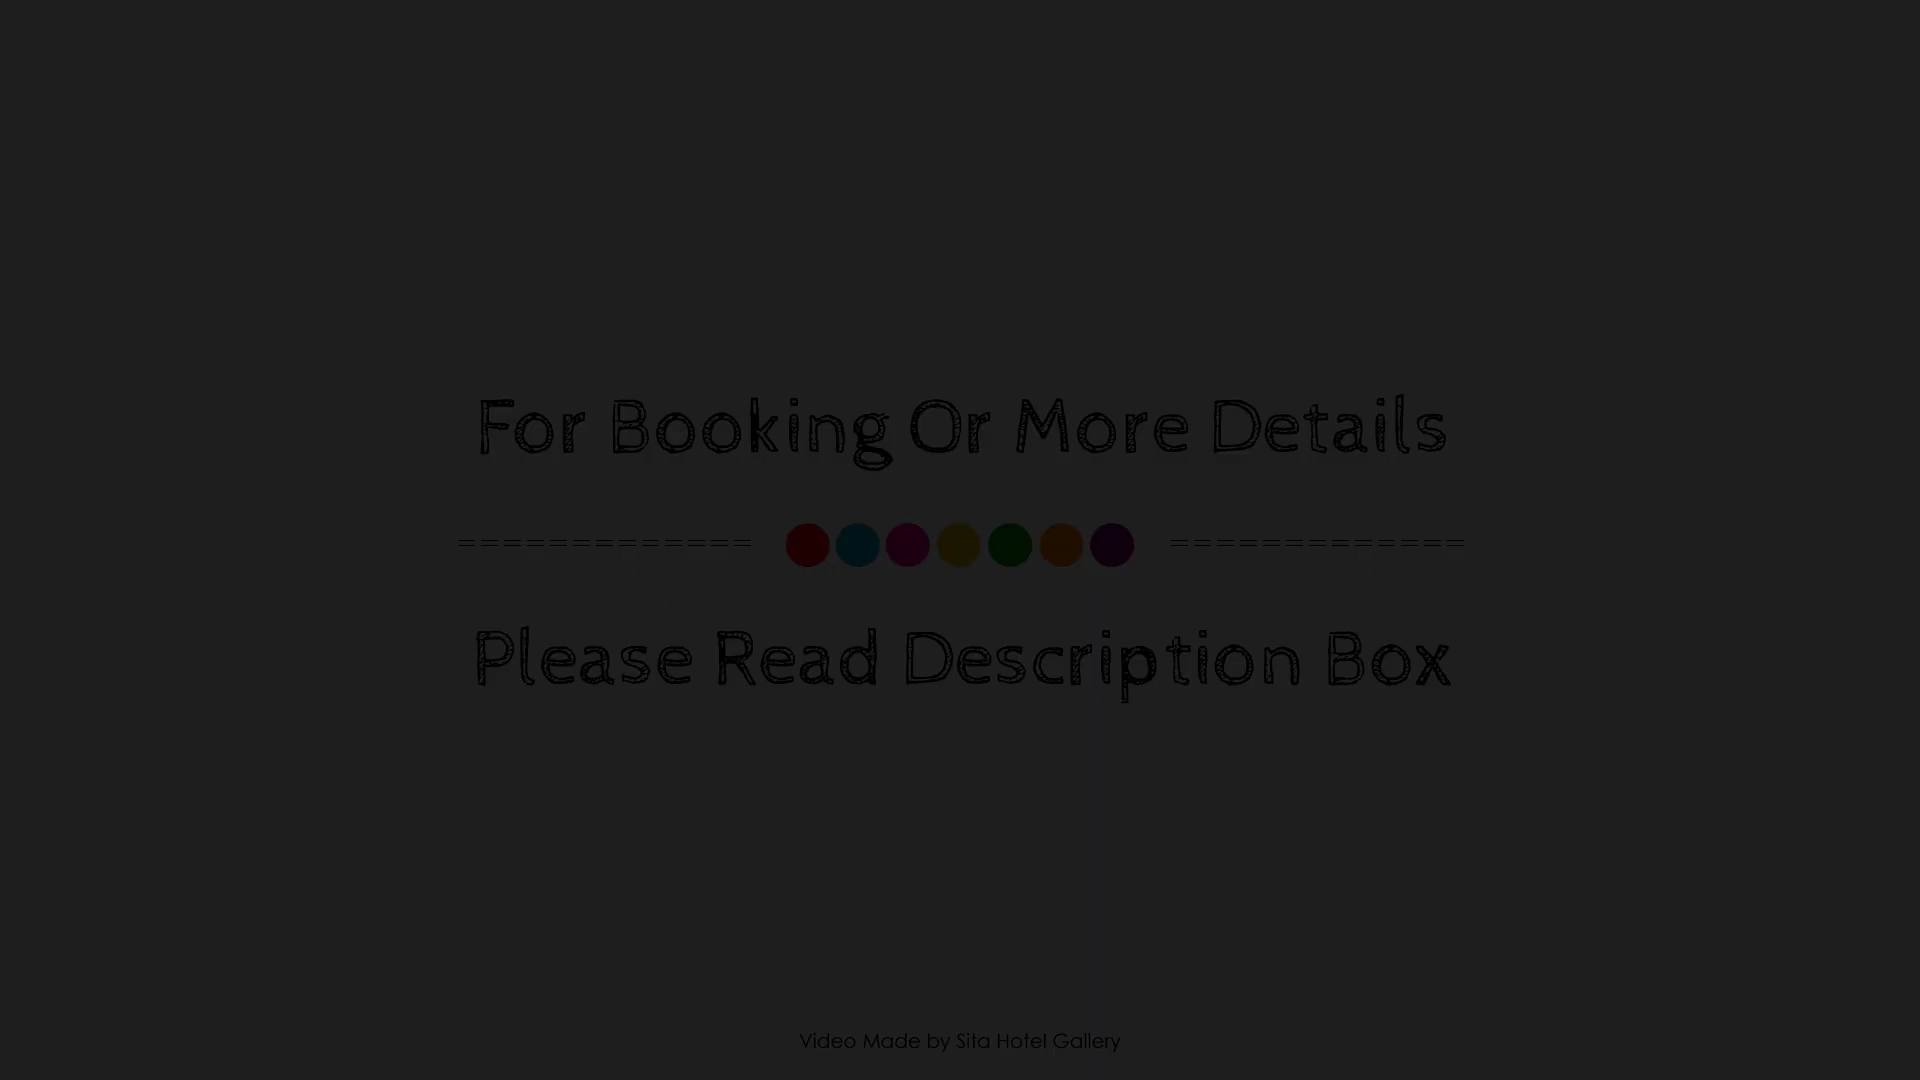 For Booking Or More Details
============= =============
Please Read Description Box
Video Made by Sita Hotel Gallery